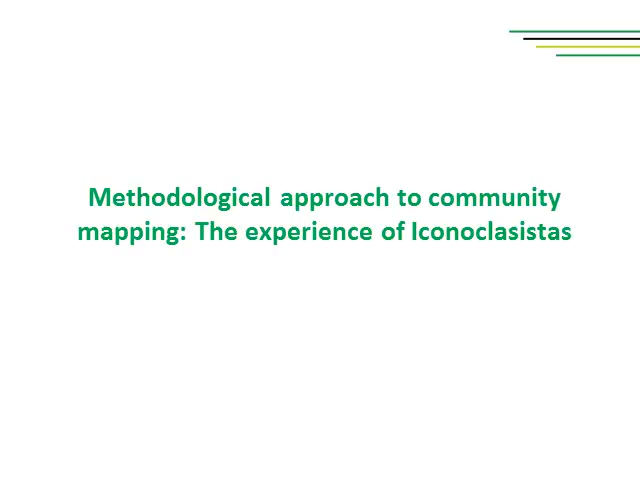 Methodological approach to community
mapping: The experience of Iconoclasistas